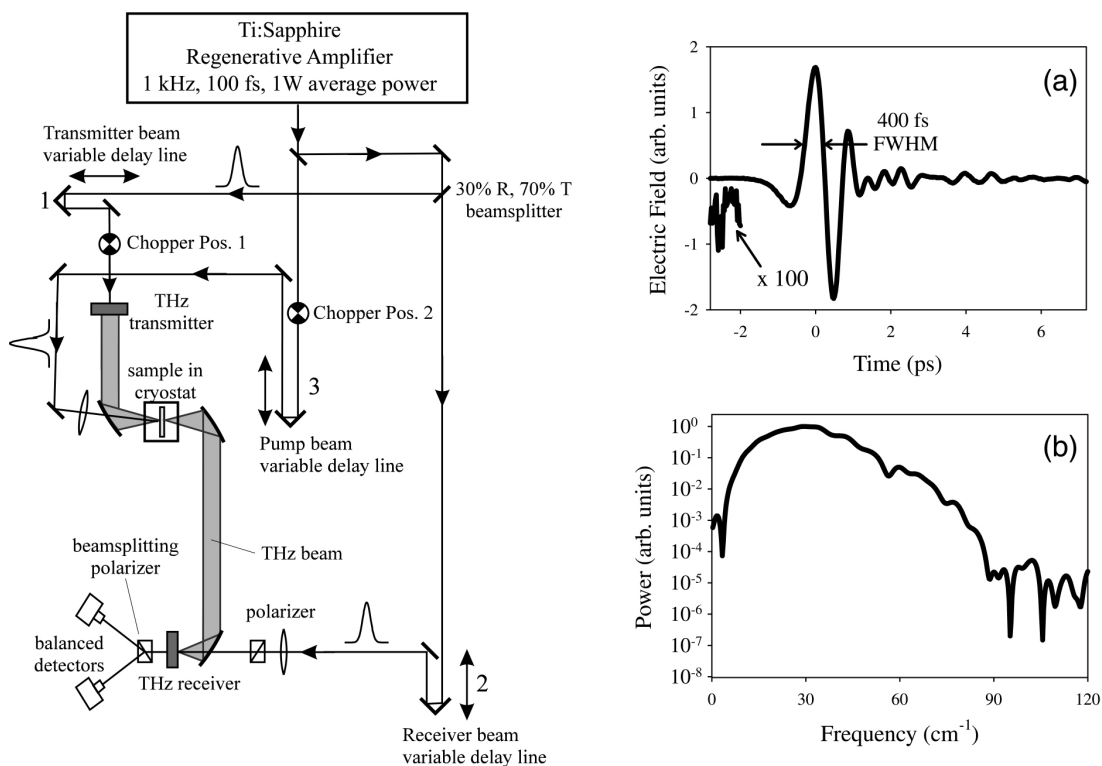 Ti:Sapphire
Regenerative Amplifier
1 kHz, 100 fs, 1W average power
Transmitter beam
variable delay line
1
30% R, 70% T
beamsplitter
Chopper Pos. 1
THz
transmitter
Chopper Pos. 2
sample in
cryostat
3
Pump beam
variable delay line
beamsplitting
polarizer
THz beam
polarizer
balanced
detectors
THz receiver
2
Receiver beam
variable delay line
(a)
Electric Field (arb. units)
2
1
0
-1
-2
400 fs
FWHM
x 100
-2 0 2 4 6
Time (ps)
(b)
Power (arb. units)
10⁰
10⁻¹
10⁻²
10⁻³
10⁻⁴
10⁻⁵
10⁻⁶
10⁻⁷
10⁻⁸
0 30 60 90 120
Frequency (cm⁻¹)